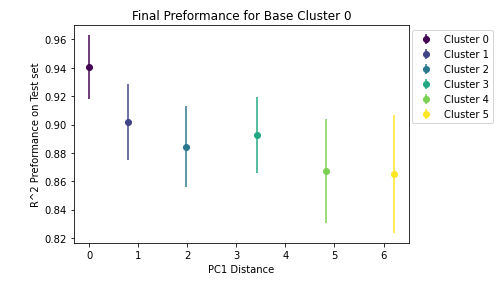 Final Preformance for Base Cluster 0
R^2 Preformance on Test set
0.96
0.94
0.92
0.90
0.88
0.86
0.84
0.82
0 1 2 3 4 5 6
PC1 Distance
Cluster 0
Cluster 1
Cluster 2
Cluster 3
Cluster 4
Cluster 5